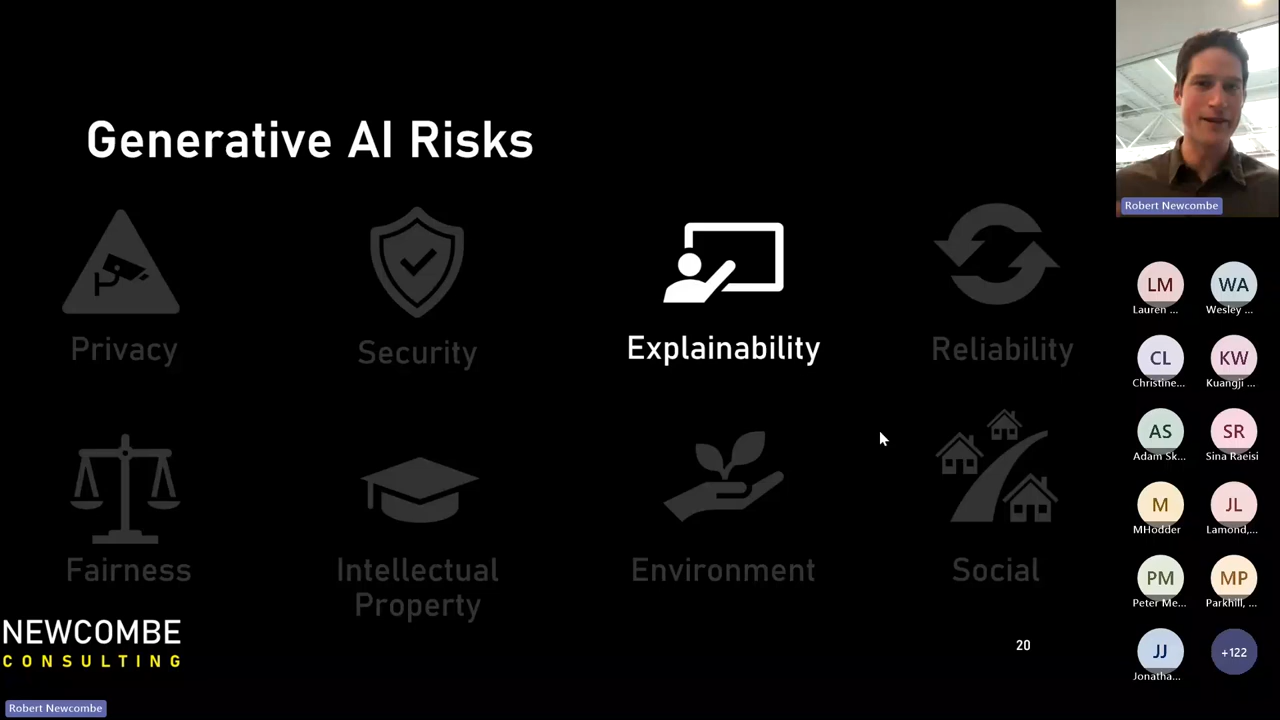 Generative AI Risks
Privacy
Security
Explainability
Reliability
Fairness
Intellectual
Property
Environment
Social
NEWCOMBE
CONSULTING
20
Robert Newcombe
Robert Newcombe
LM
WA
Lauren ...
Wesley ...
CL
KW
Christine...
Kuangji ...
AS
SR
Adam Sk...
Sina Raeisi
M
JL
MHodder
Lamond,...
PM
MP
Peter Me...
Parkhill, ...
JJ
+122
Jonatha...